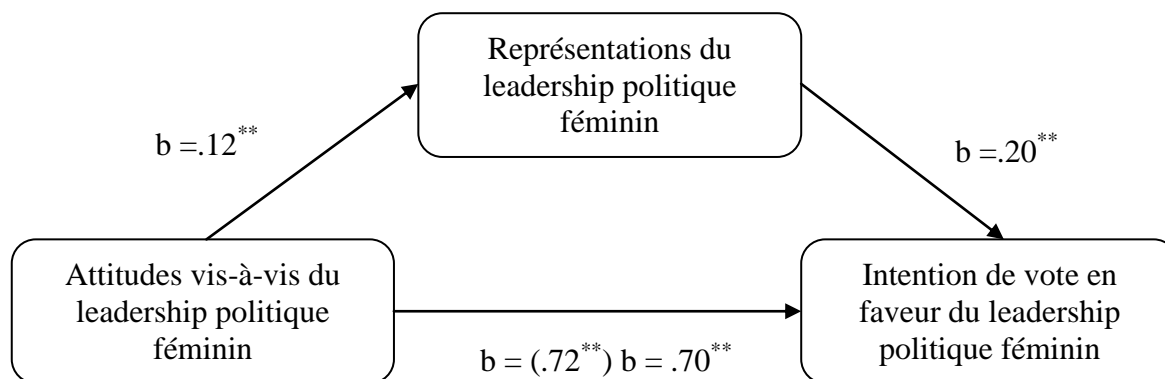 Représentations du
leadership politique
féminin
b =.12**
b =.20**
Attitudes vis-à-vis du
leadership politique
féminin
Intention de vote en
faveur du leadership
politique féminin
b = (.72**) b = .70**